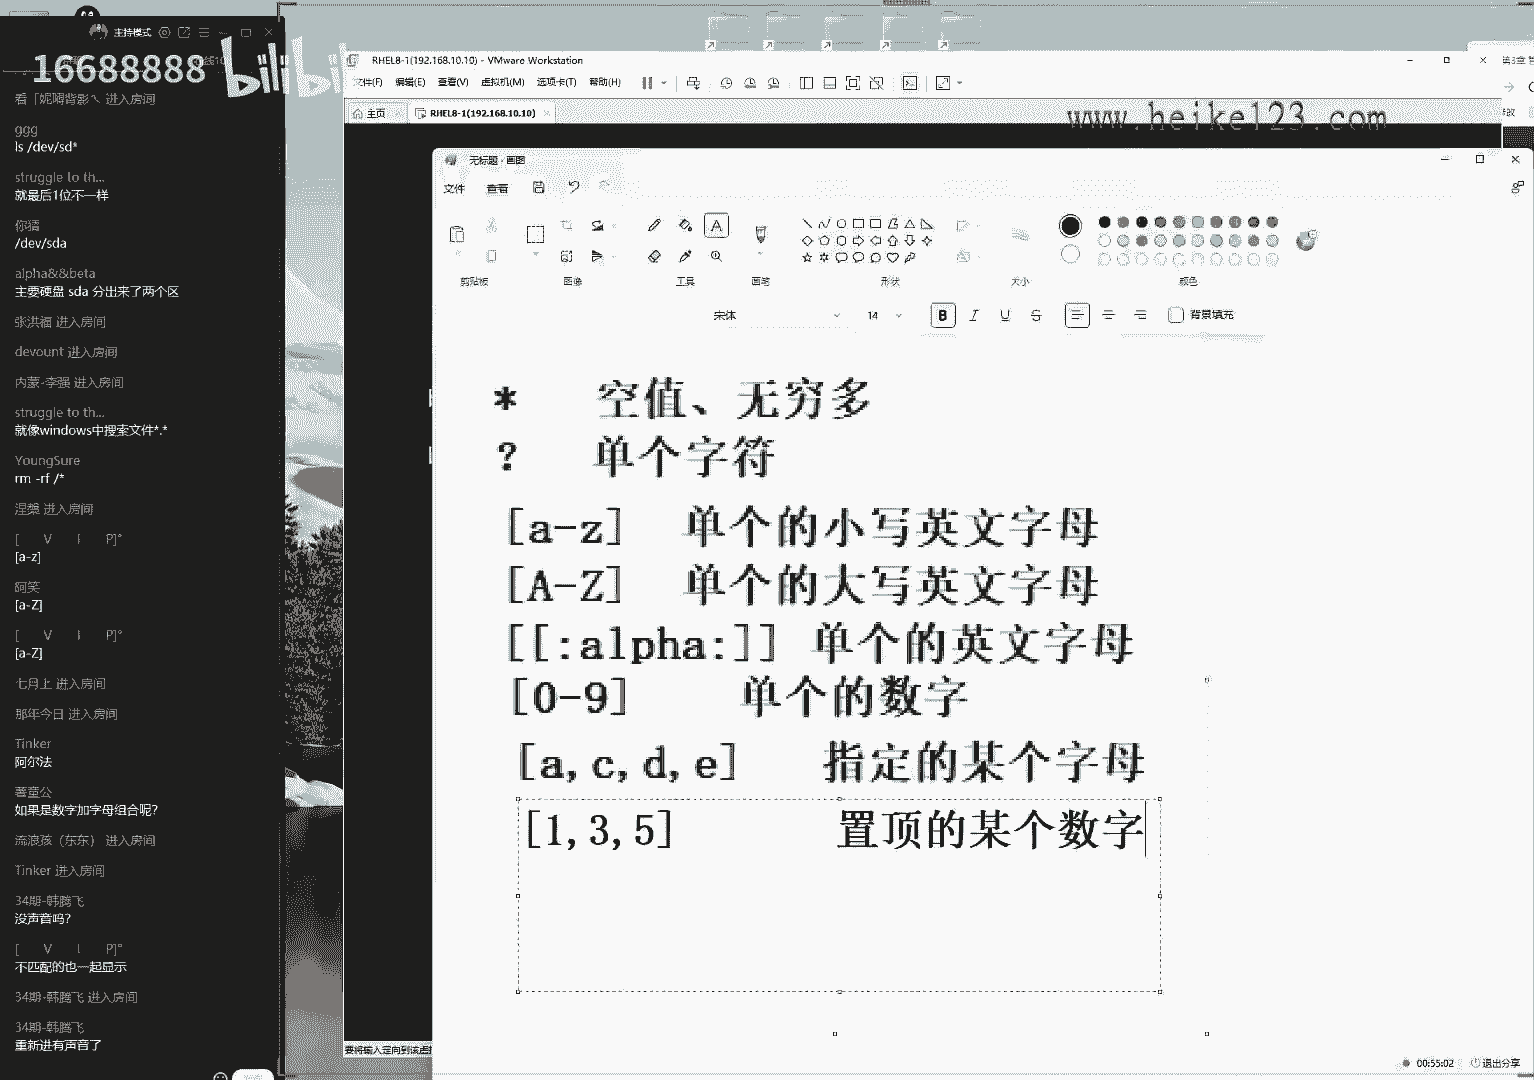 主持模式
16688888
bilibili
看「妮嘚背影ㄟ 进入房间
ggg
ls /dev/sd*
struggle to th...
就最后1位不一样
你猜
/dev/sda
alpha&&beta
主要硬盘 sda 分出来了两个区
张洪福 进入房间
devount 进入房间
内蒙-李强 进入房间
struggle to th...
就像windows中搜索文件*.*
YoungSure
rm -rf /*
涅槃 进入房间
[ V I P]°
[a-z]
阿笑
[a-Z]
[ V I P]°
[a-Z]
七月上 进入房间
那年今日 进入房间
Tinker
阿尔法
薯童公
如果是数字加字母组合呢?
流浪孩（东东） 进入房间
Tinker 进入房间
34期-韩腾飞
没声音吗?
[ V I P]°
不匹配的也一起显示
34期-韩腾飞 进入房间
34期-韩腾飞
重新进有声音了
RHEL8-1(192.168.10.10) - VMware Workstation
文件(F) 编辑(E) 查看(V) 虚拟机(M) 选项卡(T) 帮助(H)
主页 RHEL8-1(192.168.10.10)
www.heike123.com
无标题 - 画图
文件 查看
剪贴板 图像 工具 画笔 形状 大小 颜色
宋体 14 B I U S 背景填充
* 空值、无穷多
? 单个字符
[a-z] 单个的小写英文字母
[A-Z] 单个的大写英文字母
[[:alpha:]] 单个的英文字母
[0-9] 单个的数字
[a,c,d,e] 指定的某个字母
[1,3,5] 置顶的某个数字
要将输入定向到该虚拟
00:55:02 退出分享